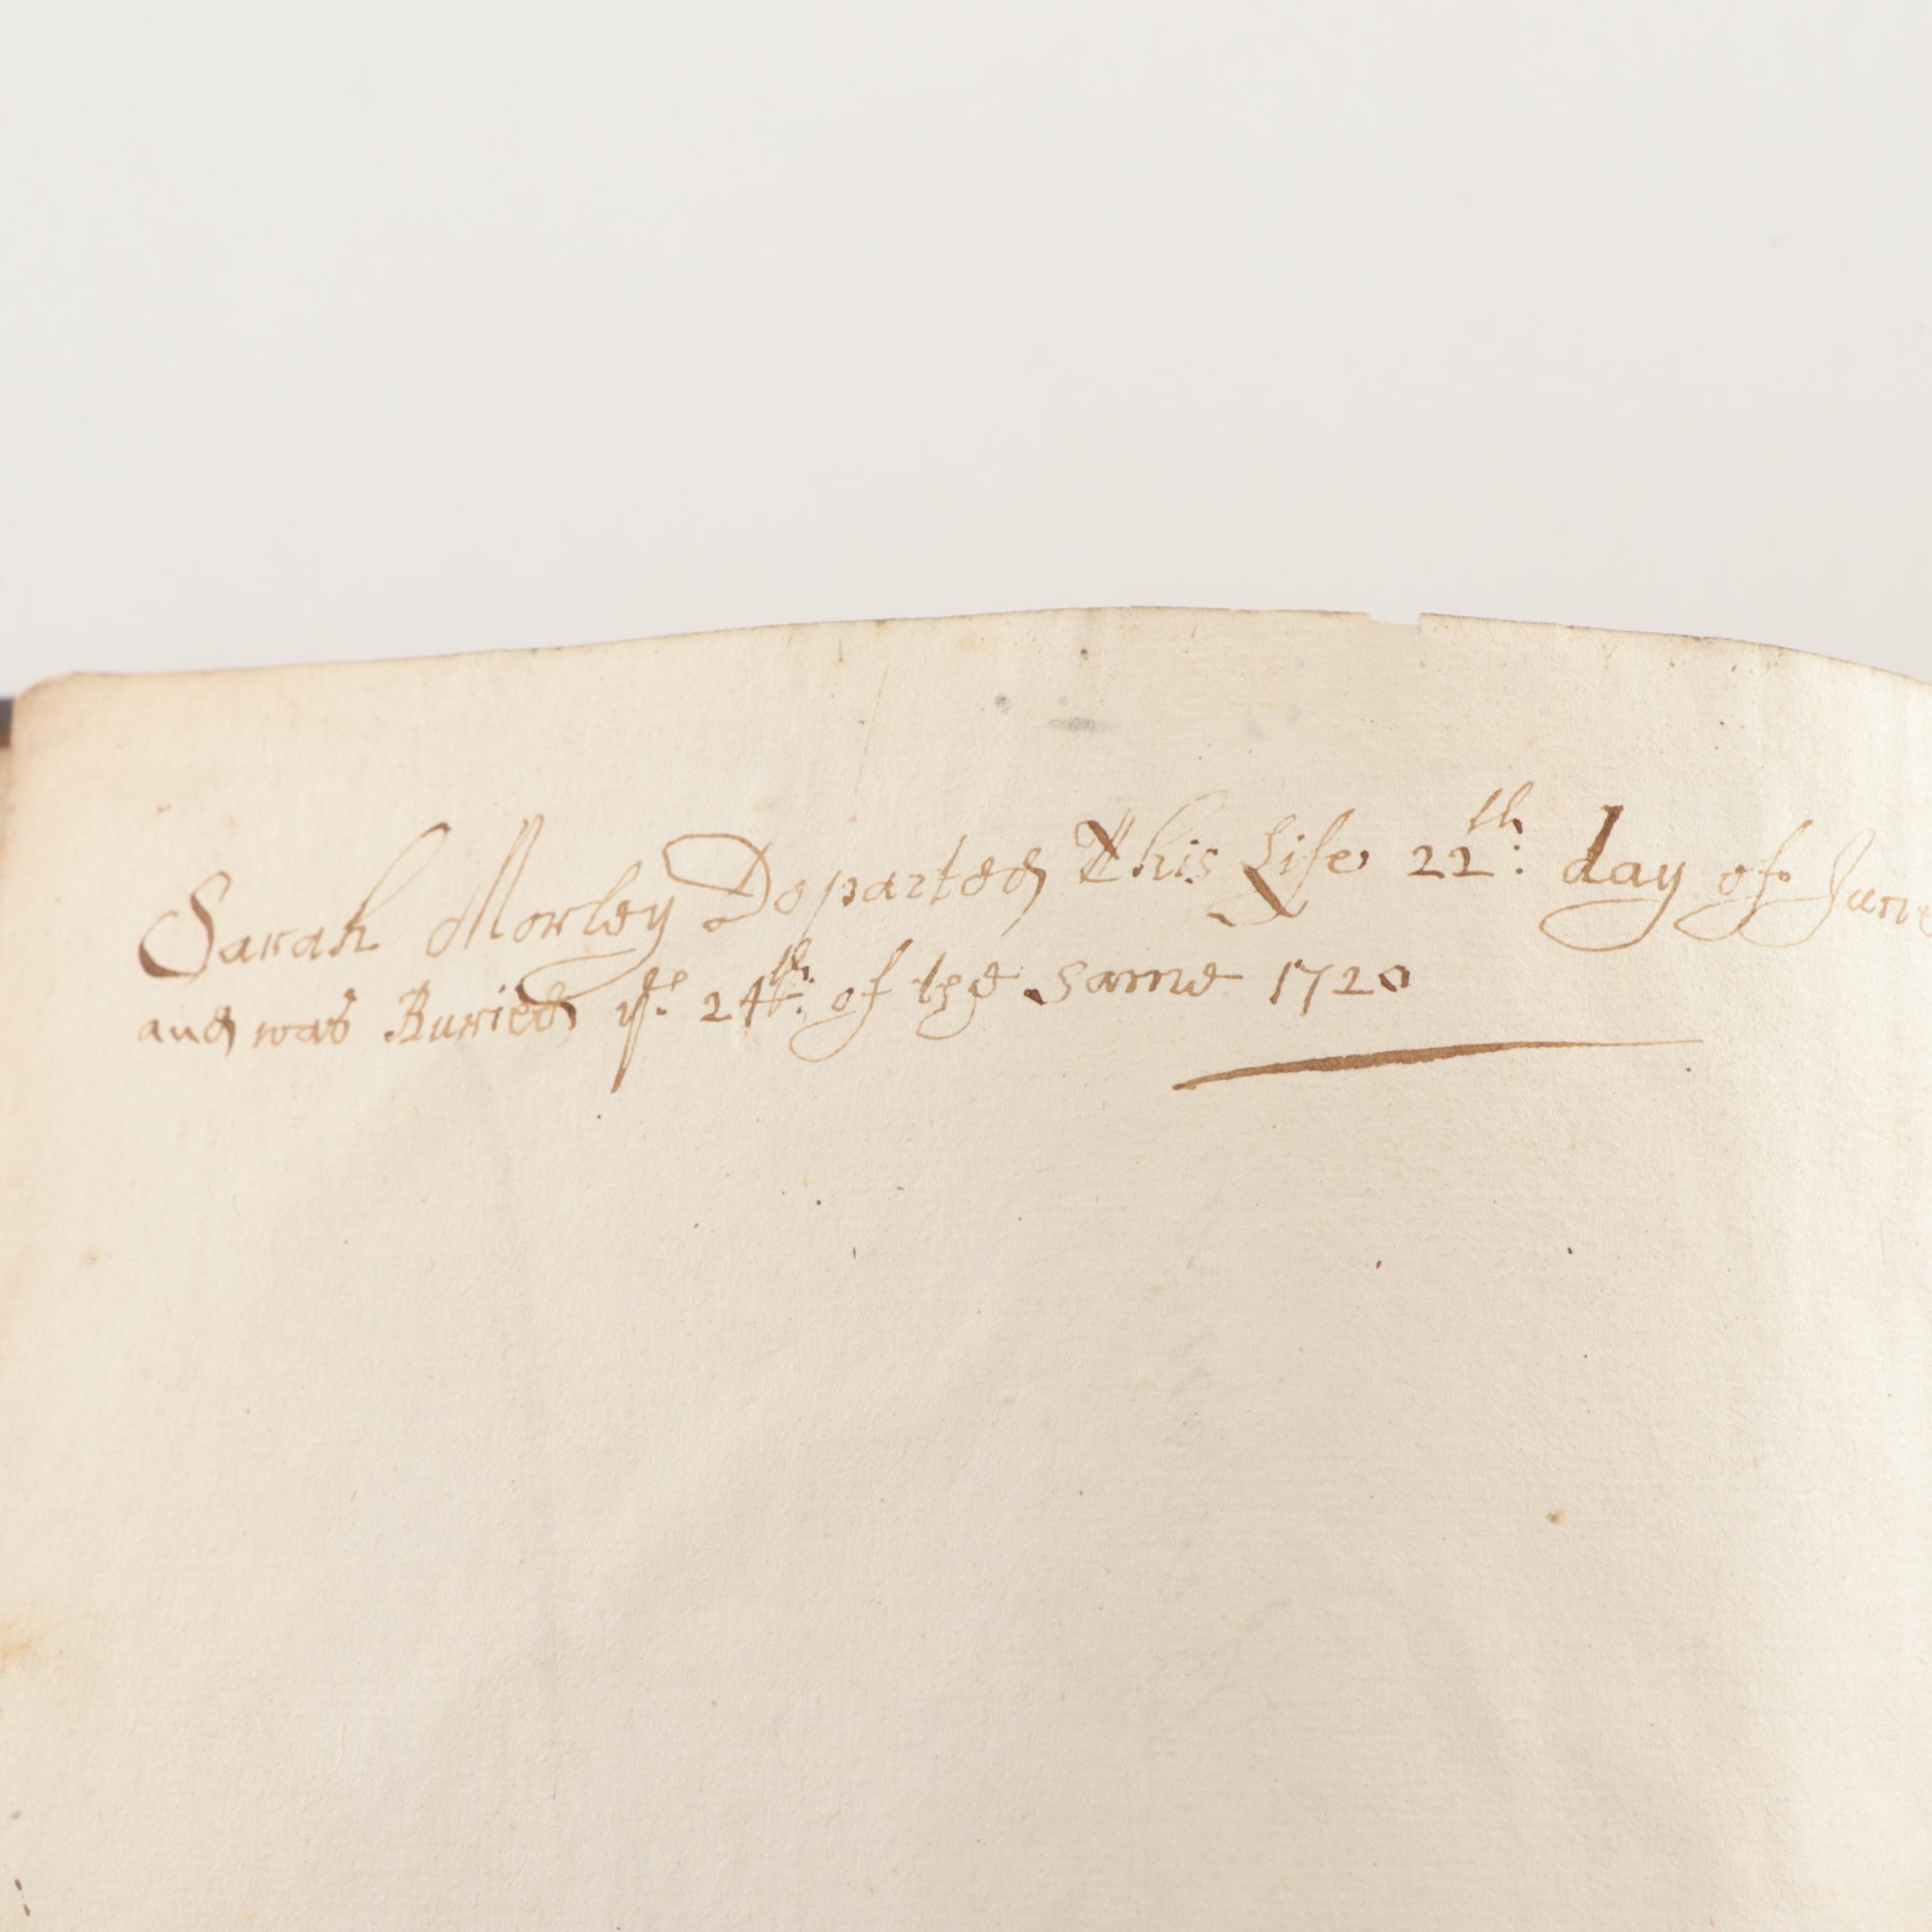 Sarah Morley Departed This Life 22th: day of June
and was Buried ye: 24th: of the same 1720